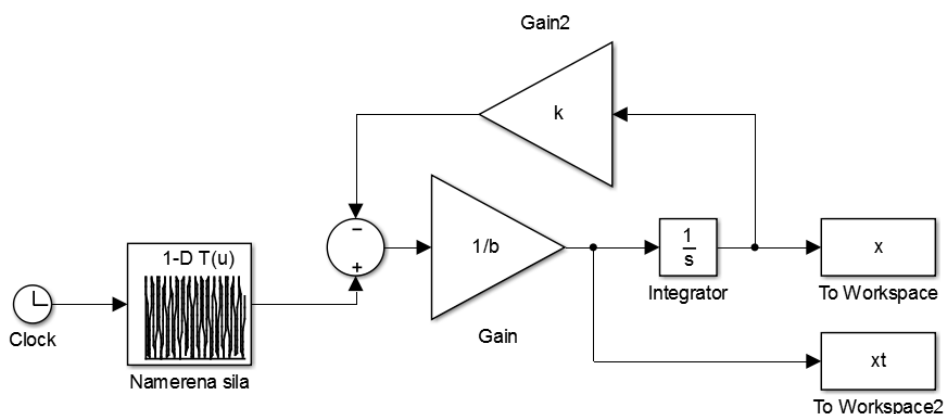 Gain2
k
−
+
1/b
Gain
1-D T(u)
Clock
Namerena sila
1
s
Integrator
x
To Workspace
xt
To Workspace2